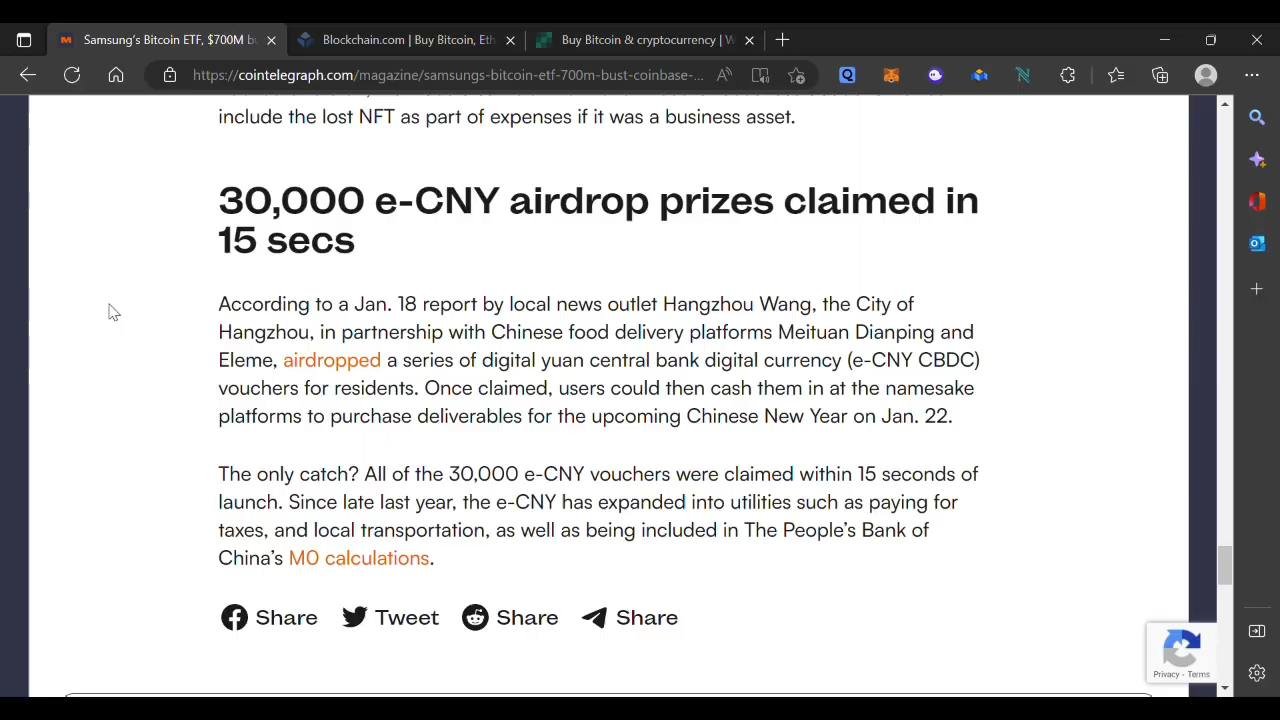 Samsung's Bitcoin ETF, $700M b
Blockchain.com | Buy Bitcoin, Eth
Buy Bitcoin & cryptocurrency | W
https://cointelegraph.com/magazine/samsungs-bitcoin-etf-700m-bust-coinbase-...
include the lost NFT as part of expenses if it was a business asset.
30,000 e-CNY airdrop prizes claimed in
15 secs
According to a Jan. 18 report by local news outlet Hangzhou Wang, the City of
Hangzhou, in partnership with Chinese food delivery platforms Meituan Dianping and
Eleme, airdropped a series of digital yuan central bank digital currency (e-CNY CBDC)
vouchers for residents. Once claimed, users could then cash them in at the namesake
platforms to purchase deliverables for the upcoming Chinese New Year on Jan. 22.
The only catch? All of the 30,000 e-CNY vouchers were claimed within 15 seconds of
launch. Since late last year, the e-CNY has expanded into utilities such as paying for
taxes, and local transportation, as well as being included in The People's Bank of
China's M0 calculations.
Share Tweet Share Share
Privacy - Terms